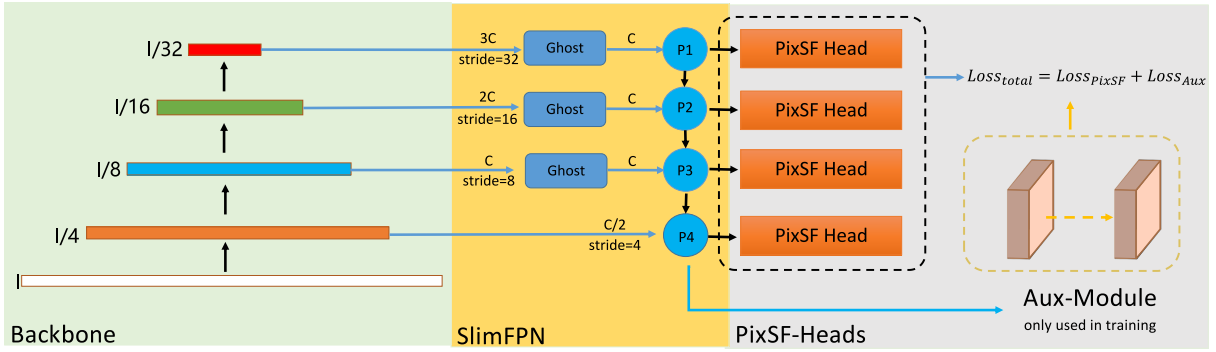 I/32
3C
stride=32
Ghost
C
P1
PixSF Head
I/16
2C
stride=16
Ghost
C
P2
PixSF Head
I/8
C
stride=8
Ghost
C
P3
PixSF Head
I/4
C/2
stride=4
P4
PixSF Head
I
Loss_total = Loss_PixSF + Loss_Aux
Aux-Module
only used in training
Backbone
SlimFPN
PixSF-Heads